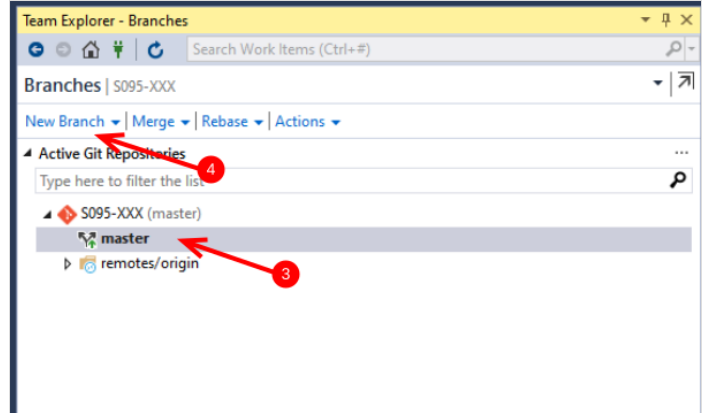 Team Explorer - Branches
Search Work Items (Ctrl+#)
Branches | S095-XXX
New Branch | Merge | Rebase | Actions
Active Git Repositories
4
Type here to filter the list
S095-XXX (master)
master
remotes/origin
3